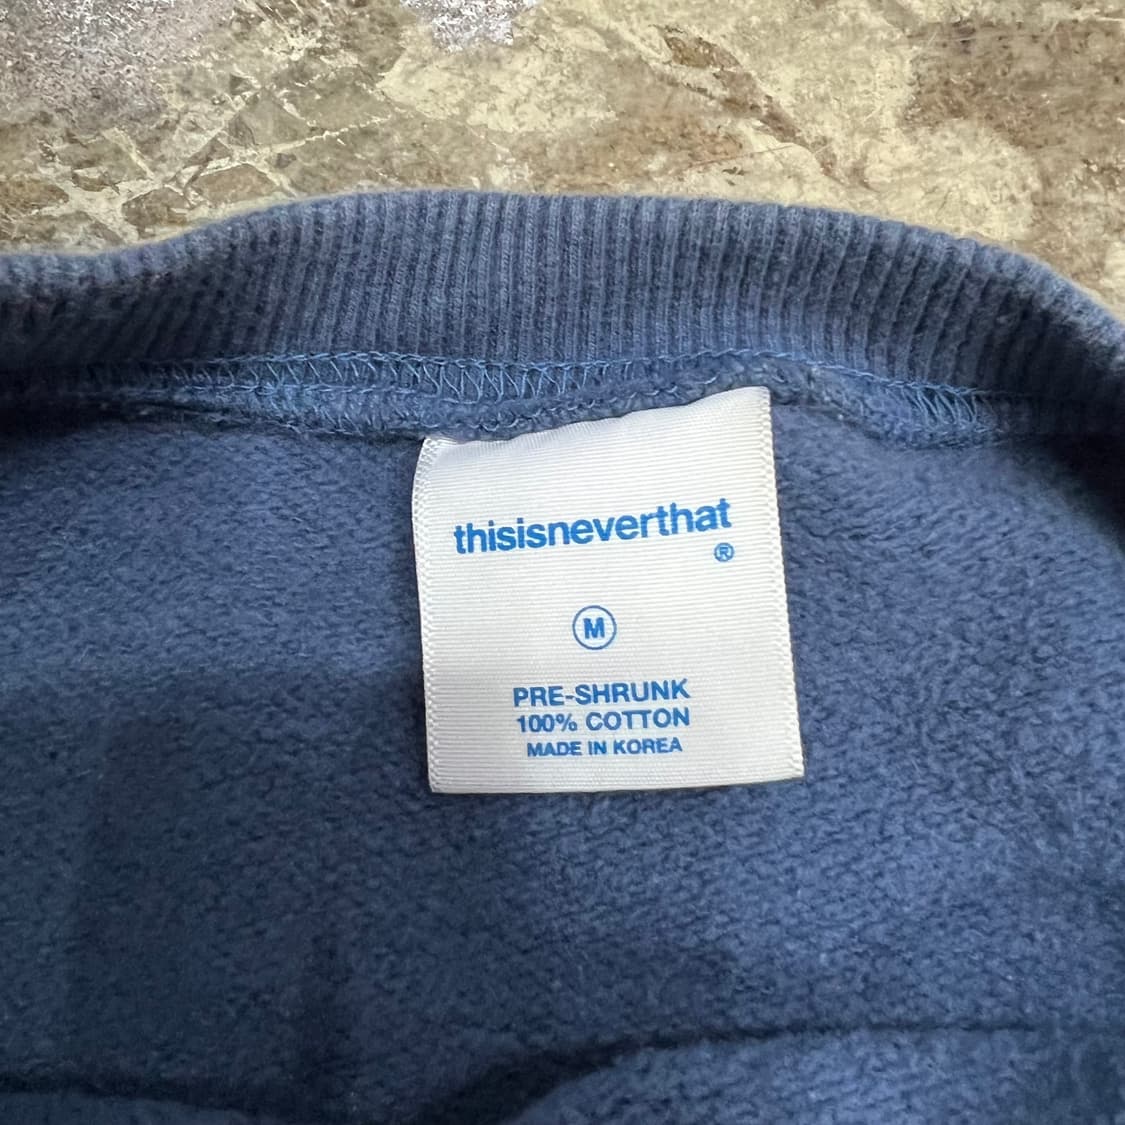 thisisneverthat
®
M
PRE-SHRUNK
100% COTTON
MADE IN KOREA